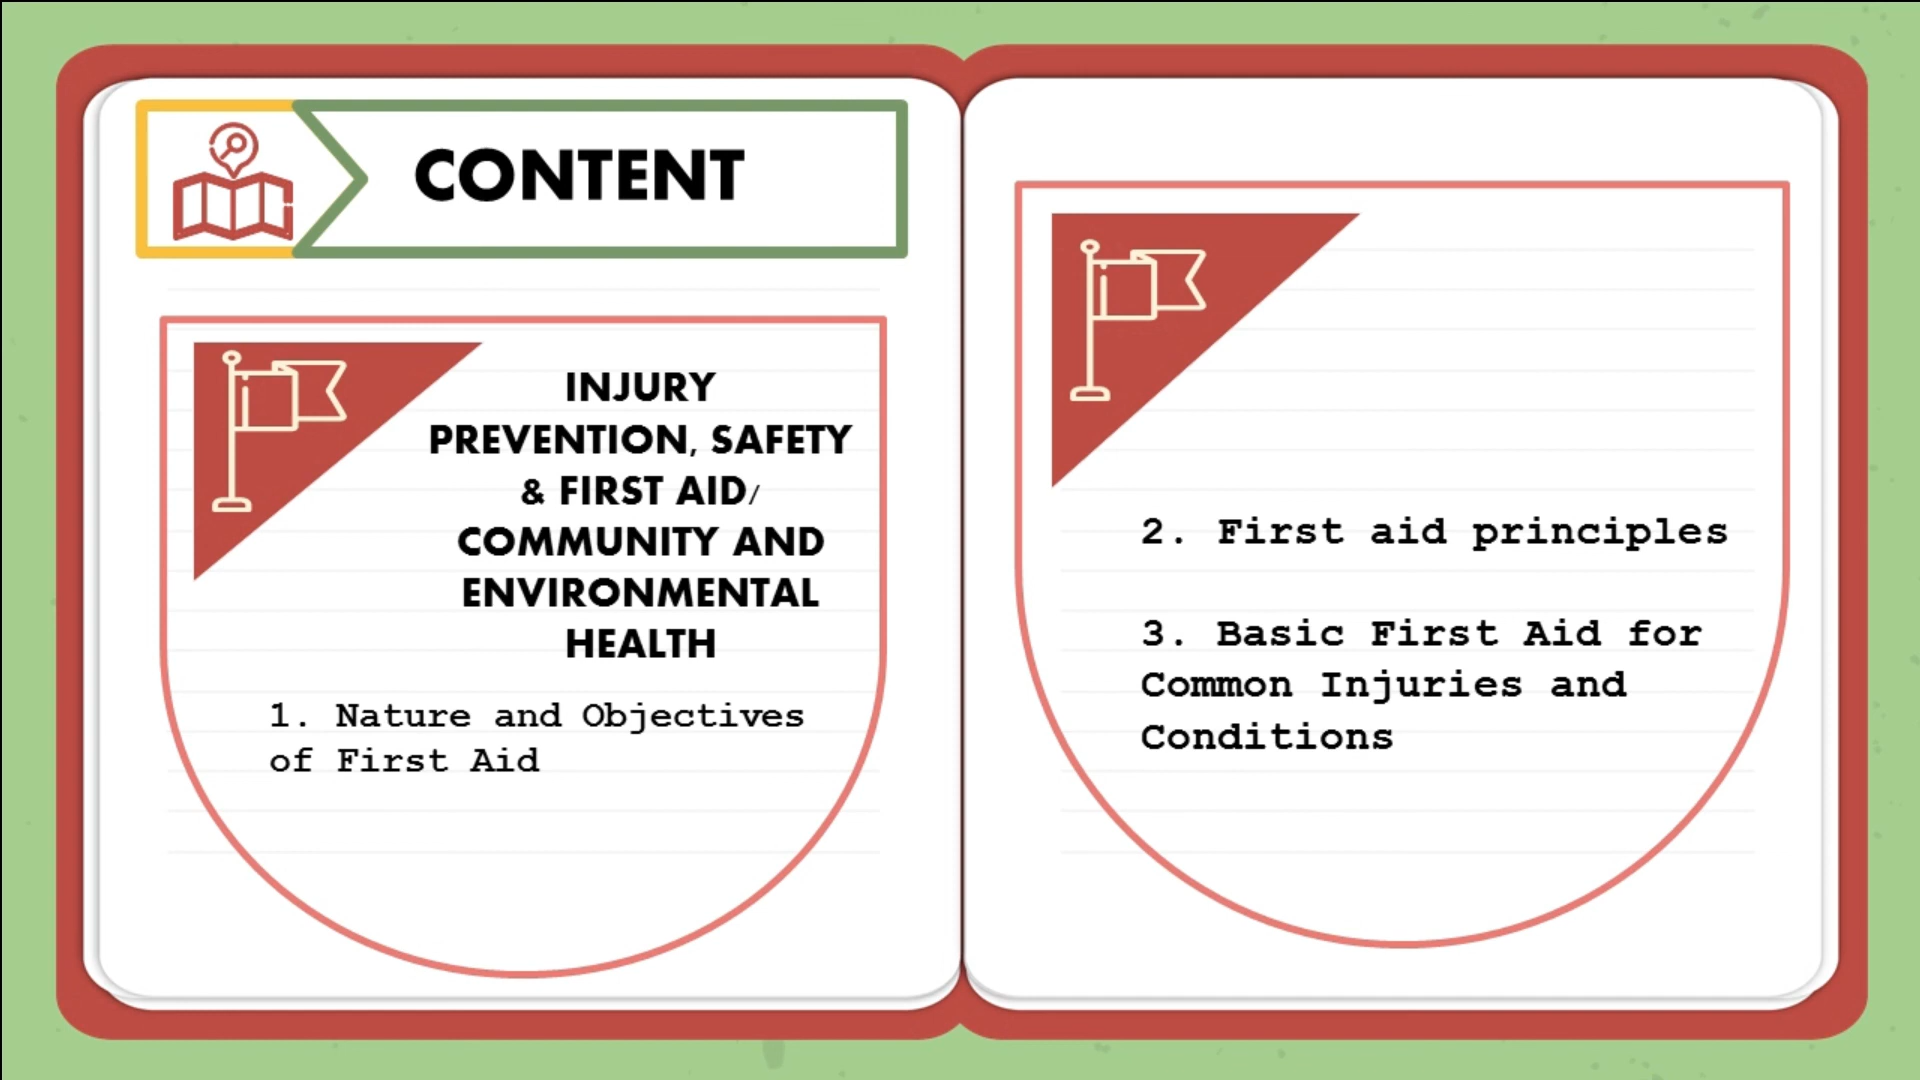 CONTENT
INJURY
PREVENTION, SAFETY
& FIRST AID/
COMMUNITY AND
ENVIRONMENTAL
HEALTH
1. Nature and Objectives
of First Aid
2. First aid principles
3. Basic First Aid for
Common Injuries and
Conditions